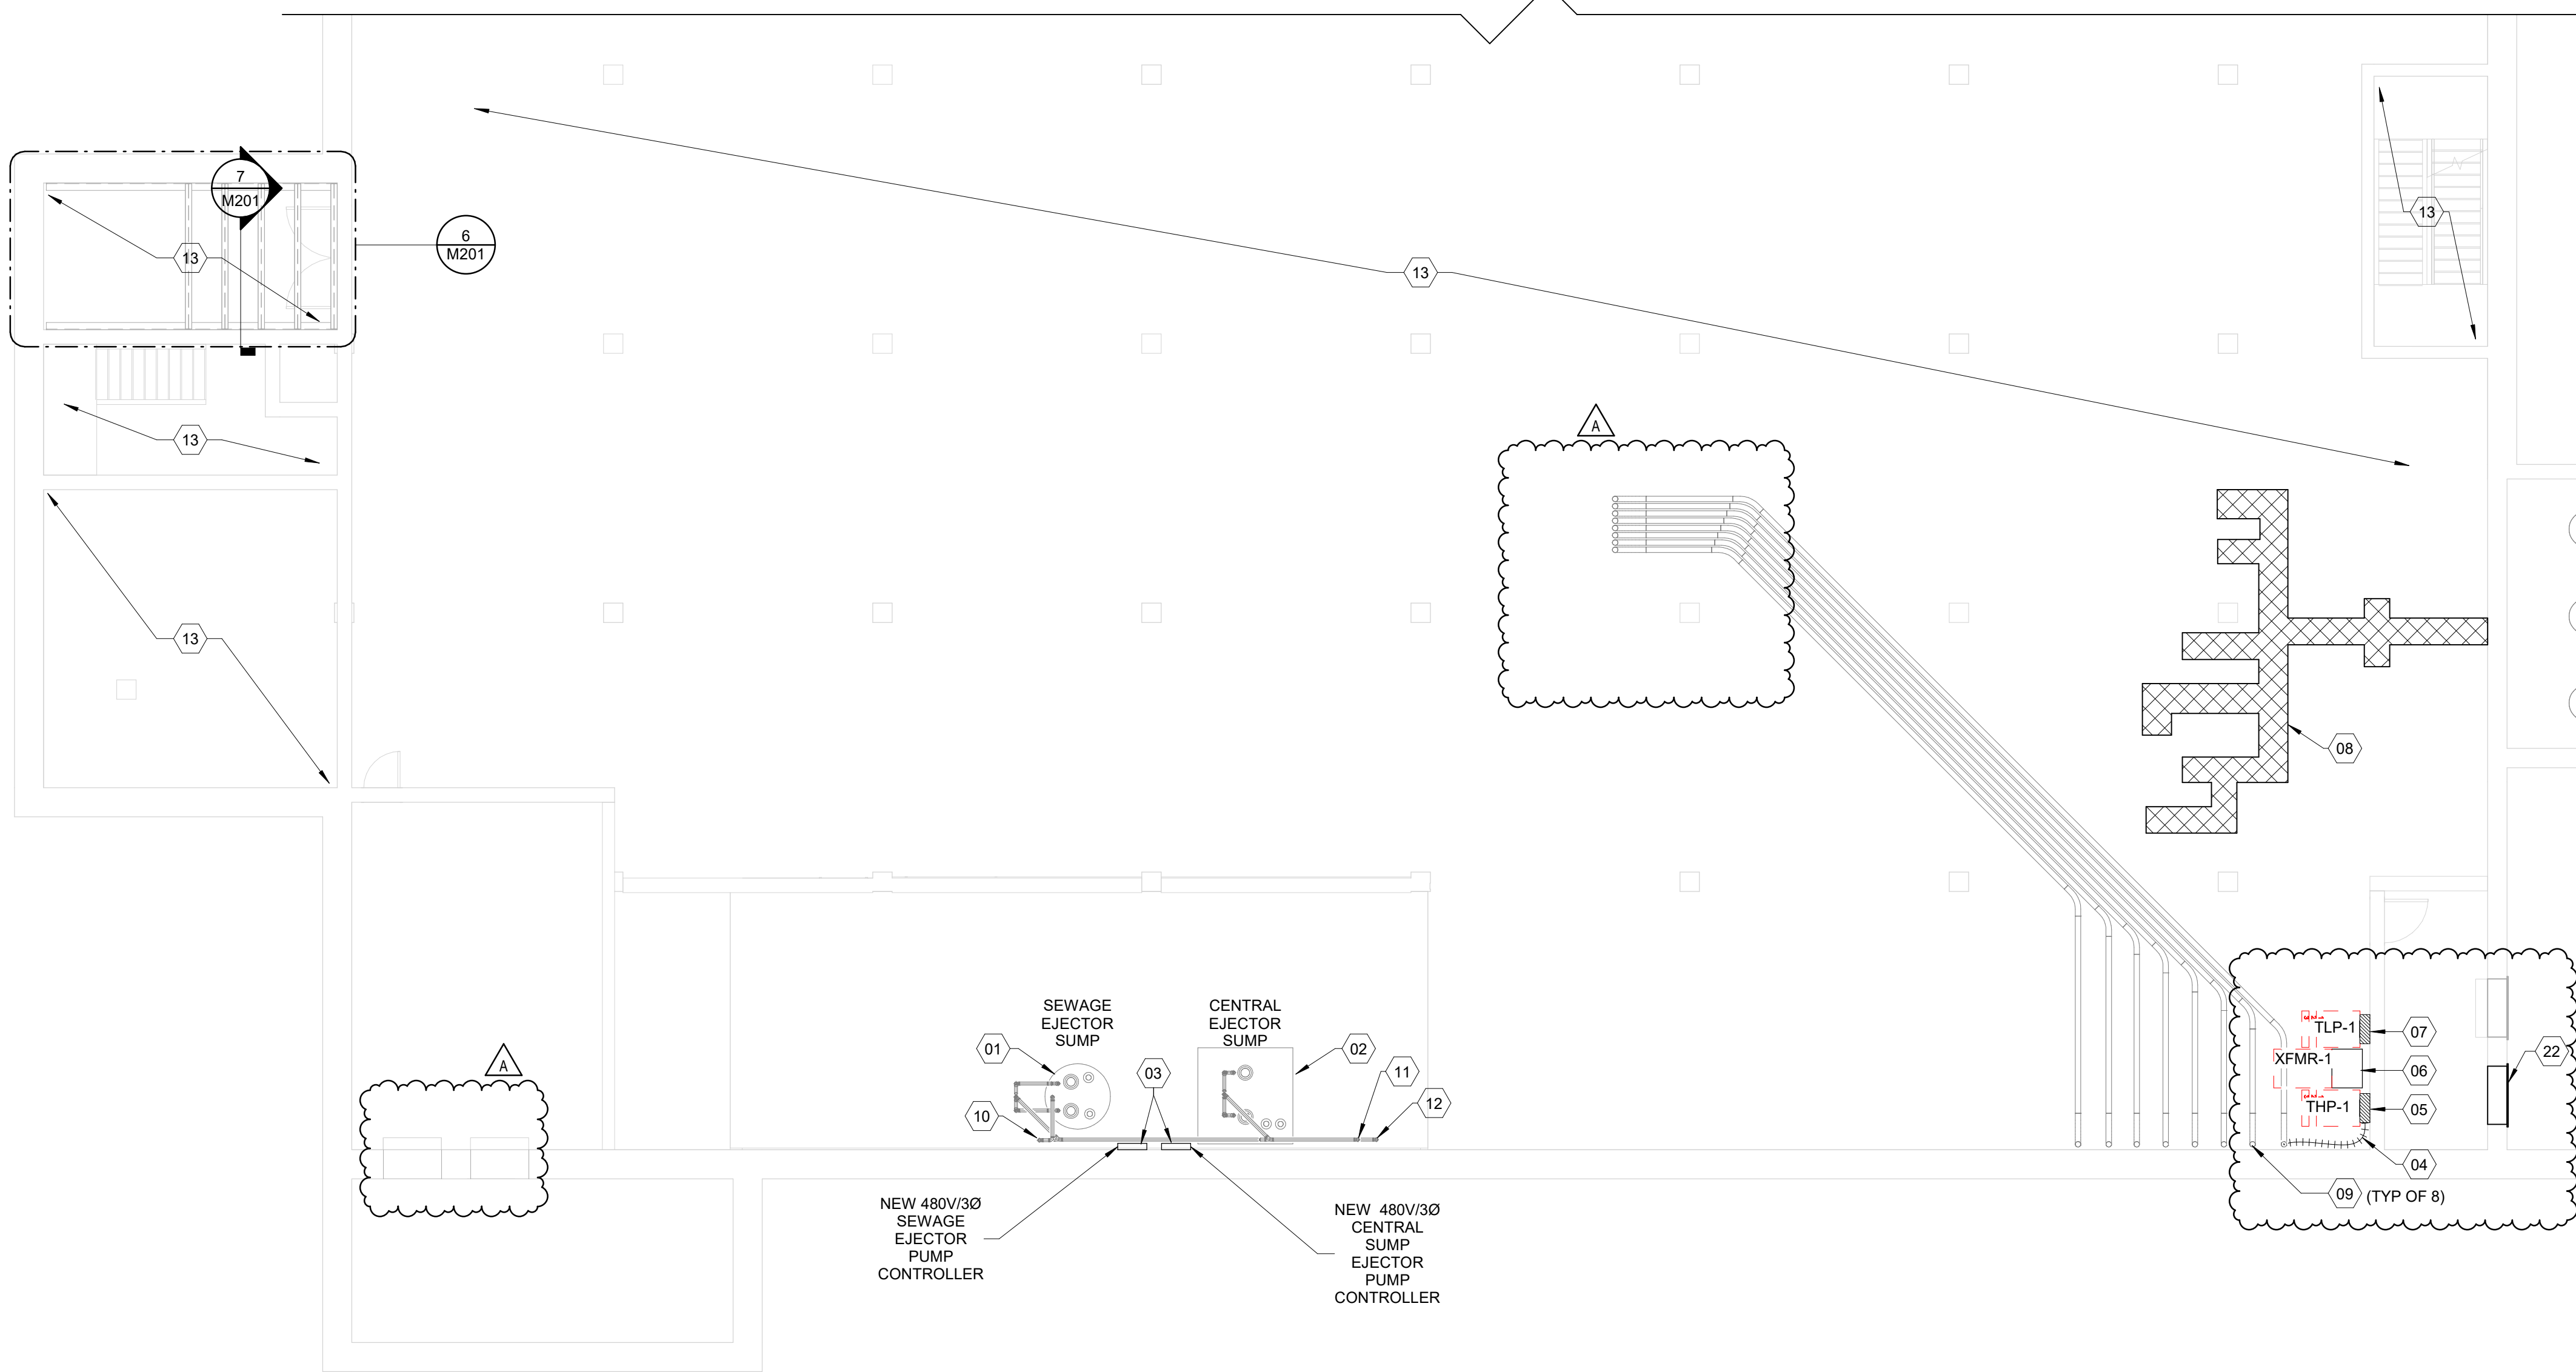 7
M201
6
M201
13
13
13
13
13
A
08
SEWAGE
EJECTOR
SUMP
CENTRAL
EJECTOR
SUMP
01
02
03
11
12
10
A
TLP-1
07
XFMR-1
06
22
THP-1
05
04
09
(TYP OF 8)
NEW 480V/3Ø
SEWAGE
EJECTOR
PUMP
CONTROLLER
NEW 480V/3Ø
CENTRAL
SUMP
EJECTOR
PUMP
CONTROLLER